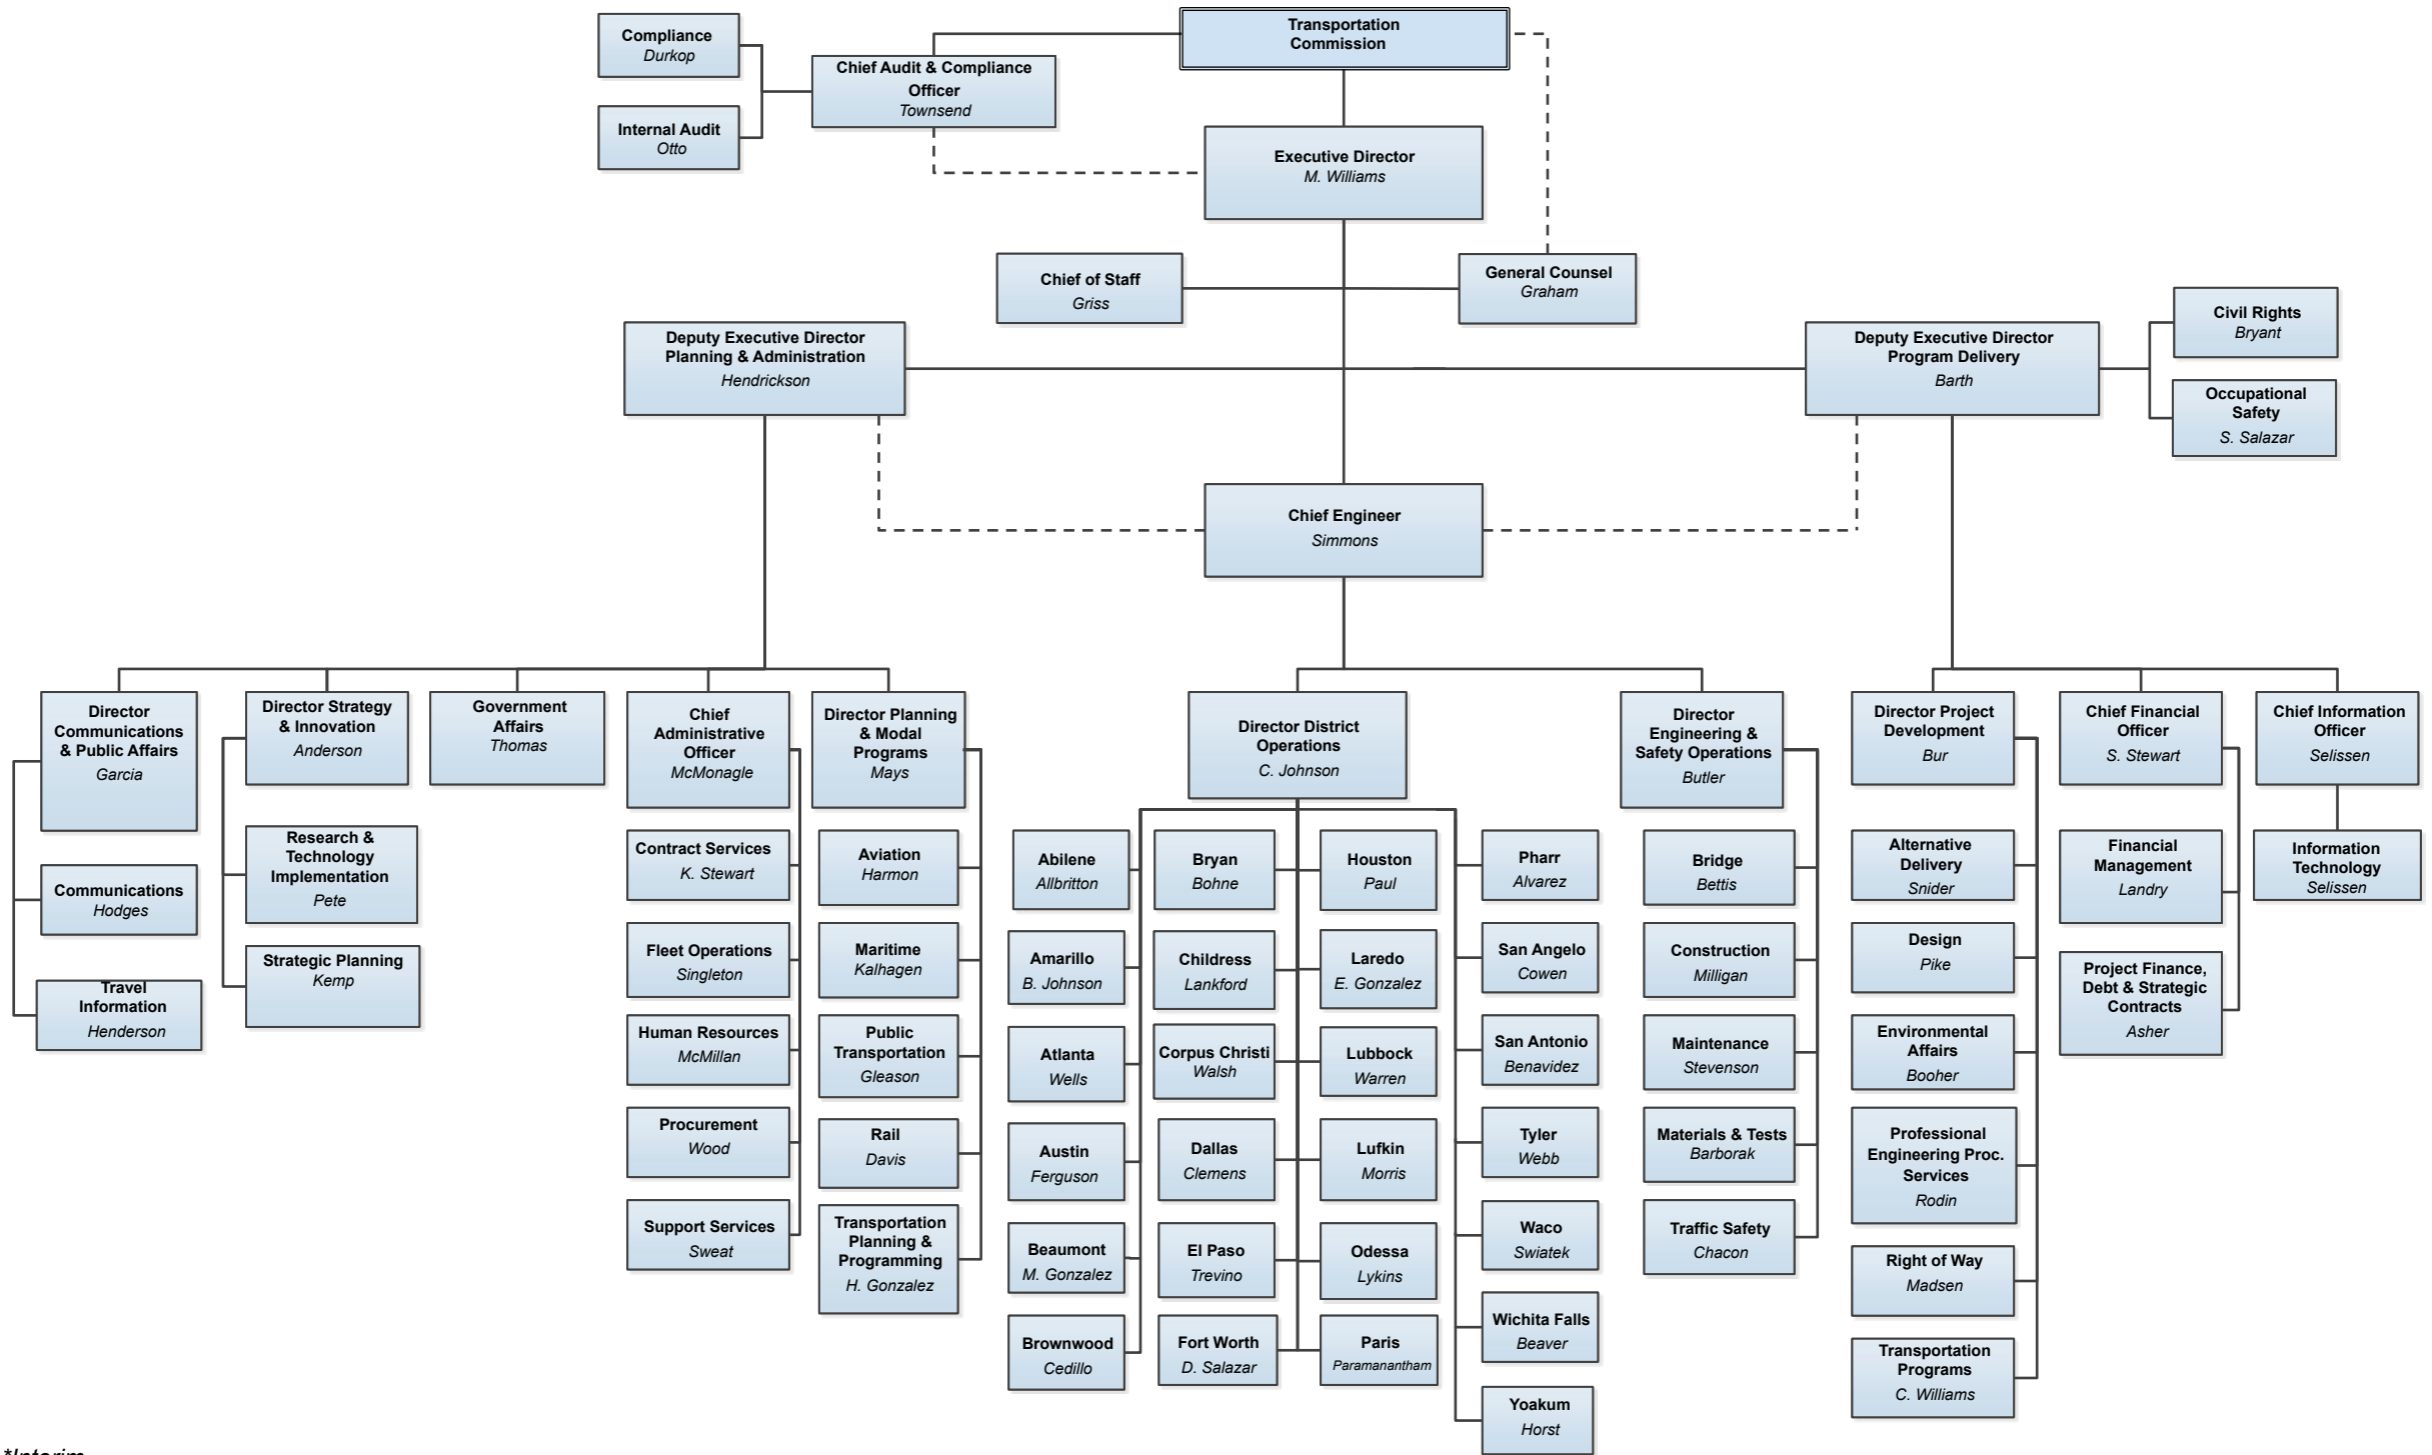 Transportation
Commission
Compliance
Durkop
Chief Audit & Compliance
Officer
Townsend
Internal Audit
Otto
Executive Director
M. Williams
Chief of Staff
Griss
General Counsel
Graham
Deputy Executive Director
Planning & Administration
Hendrickson
Deputy Executive Director
Program Delivery
Barth
Civil Rights
Bryant
Occupational
Safety
S. Salazar
Chief Engineer
Simmons
Director
Communications
& Public Affairs
Garcia
Communications
Hodges
Travel
Information
Henderson
Director Strategy
& Innovation
Anderson
Research &
Technology
Implementation
Pete
Strategic Planning
Kemp
Government
Affairs
Thomas
Chief
Administrative
Officer
McMonagle
Contract Services
K. Stewart
Fleet Operations
Singleton
Human Resources
McMillan
Procurement
Wood
Support Services
Sweat
Director Planning
& Modal
Programs
Mays
Aviation
Harmon
Maritime
Kalhagen
Public
Transportation
Gleason
Rail
Davis
Transportation
Planning &
Programming
H. Gonzalez
Director District
Operations
C. Johnson
Abilene
Allbritton
Amarillo
B. Johnson
Atlanta
Wells
Austin
Ferguson
Beaumont
M. Gonzalez
Brownwood
Cedillo
Bryan
Bohne
Childress
Lankford
Corpus Christi
Walsh
Dallas
Clemens
El Paso
Trevino
Fort Worth
D. Salazar
Houston
Paul
Laredo
E. Gonzalez
Lubbock
Warren
Lufkin
Morris
Odessa
Lykins
Paris
Paramanantham
Pharr
Alvarez
San Angelo
Cowen
San Antonio
Benavidez
Tyler
Webb
Waco
Swiatek
Wichita Falls
Beaver
Yoakum
Horst
Director
Engineering &
Safety Operations
Butler
Bridge
Bettis
Construction
Milligan
Maintenance
Stevenson
Materials & Tests
Barborak
Traffic Safety
Chacon
Director Project
Development
Bur
Alternative
Delivery
Snider
Design
Pike
Environmental
Affairs
Booher
Professional
Engineering Proc.
Services
Rodin
Right of Way
Madsen
Transportation
Programs
C. Williams
Chief Financial
Officer
S. Stewart
Financial
Management
Landry
Project Finance,
Debt & Strategic
Contracts
Asher
Chief Information
Officer
Selissen
Information
Technology
Selissen
*Interim